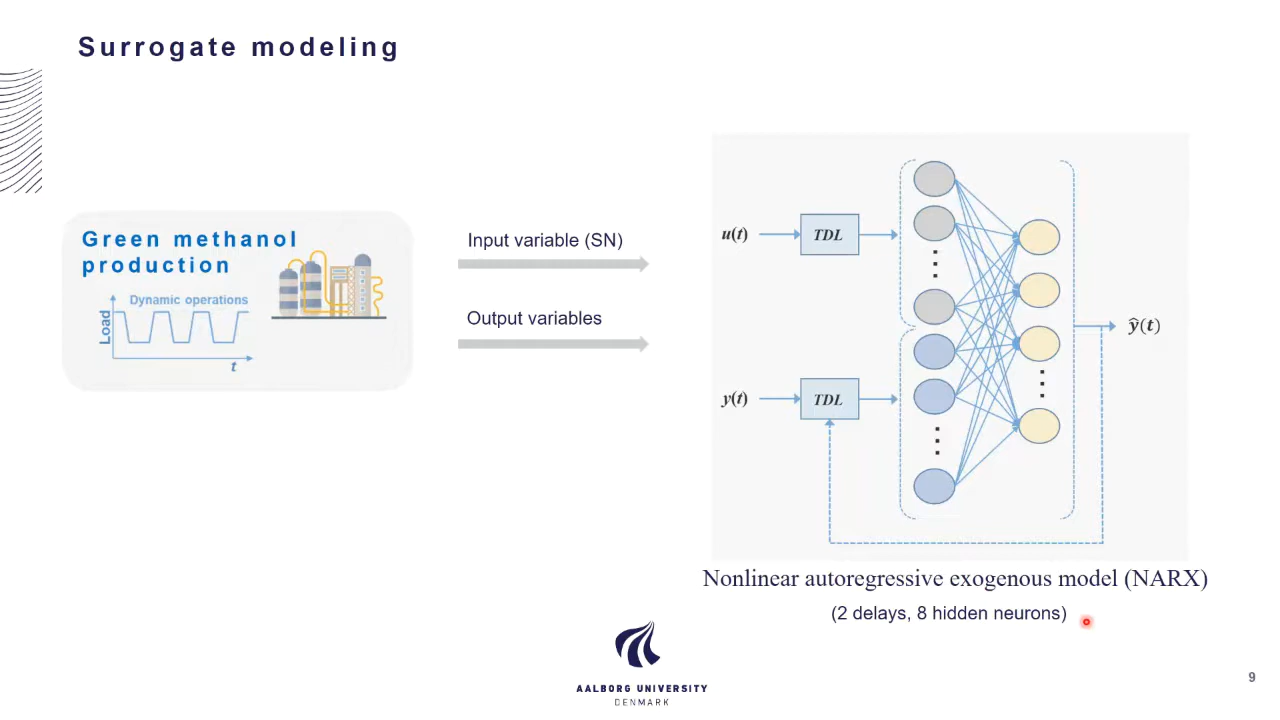 Surrogate modeling
Green methanol
production
Dynamic operations
Load
t
Input variable (SN)
Output variables
u(t)
TDL
y(t)
TDL
ŷ(t)
Nonlinear autoregressive exogenous model (NARX)
(2 delays, 8 hidden neurons)
AALBORG UNIVERSITY
DENMARK
9